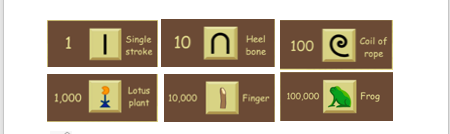 1 Single stroke
10 Heel bone
100 Coil of rope
1,000 Lotus plant
10,000 Finger
100,000 Frog